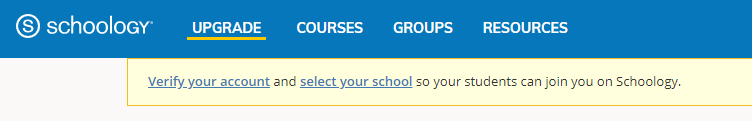 schoology UPGRADE COURSES GROUPS RESOURCES
Verify your account and select your school so your students can join you on Schoology.